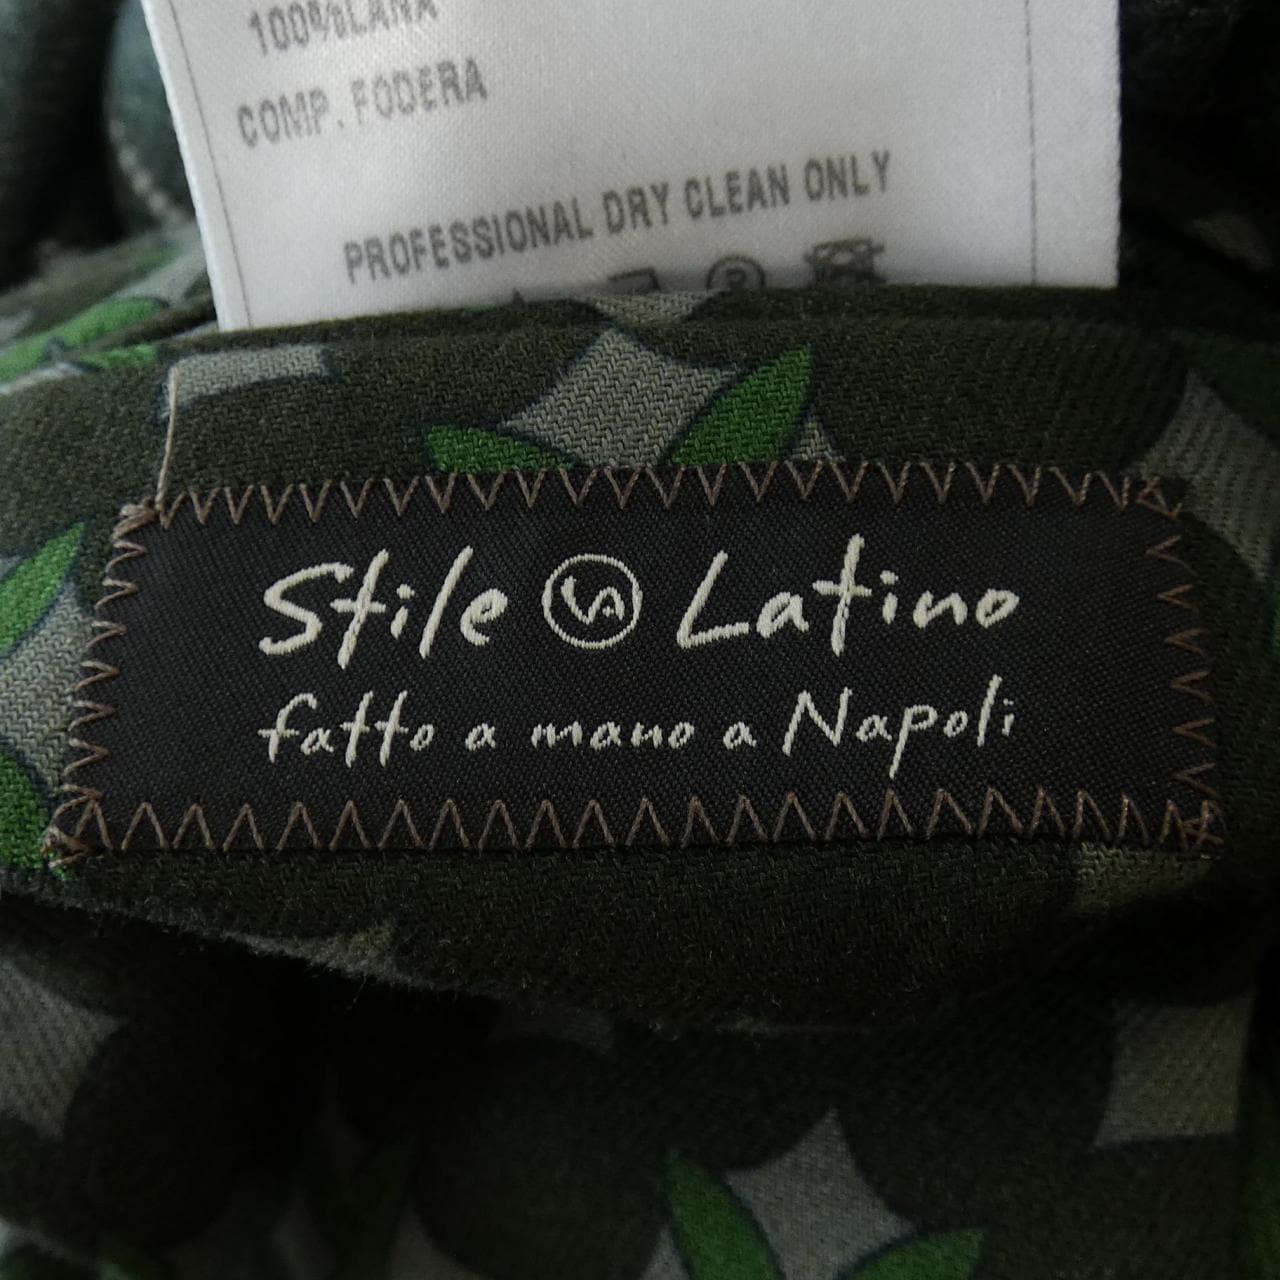 100%LANA
COMP. FODERA
PROFESSIONAL DRY CLEAN ONLY
Stile Latino
fatto a mano a Napoli